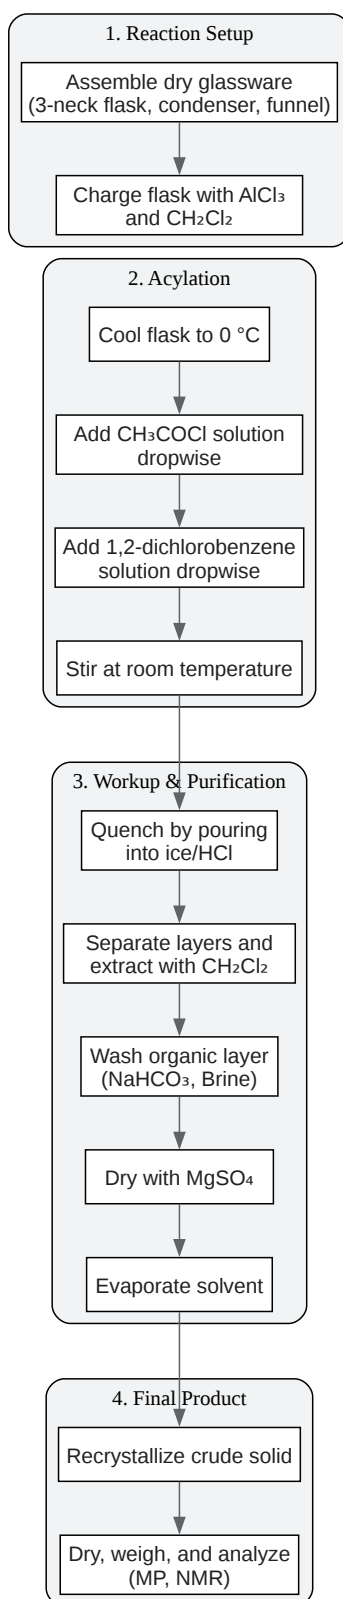 1. Reaction Setup
Assemble dry glassware
(3-neck flask, condenser, funnel)
Charge flask with AlCl₃
and CH₂Cl₂
2. Acylation
Cool flask to 0 °C
Add CH₃COCl solution
dropwise
Add 1,2-dichlorobenzene
solution dropwise
Stir at room temperature
3. Workup & Purification
Quench by pouring
into ice/HCl
Separate layers and
extract with CH₂Cl₂
Wash organic layer
(NaHCO₃, Brine)
Dry with MgSO₄
Evaporate solvent
4. Final Product
Recrystallize crude solid
Dry, weigh, and analyze
(MP, NMR)